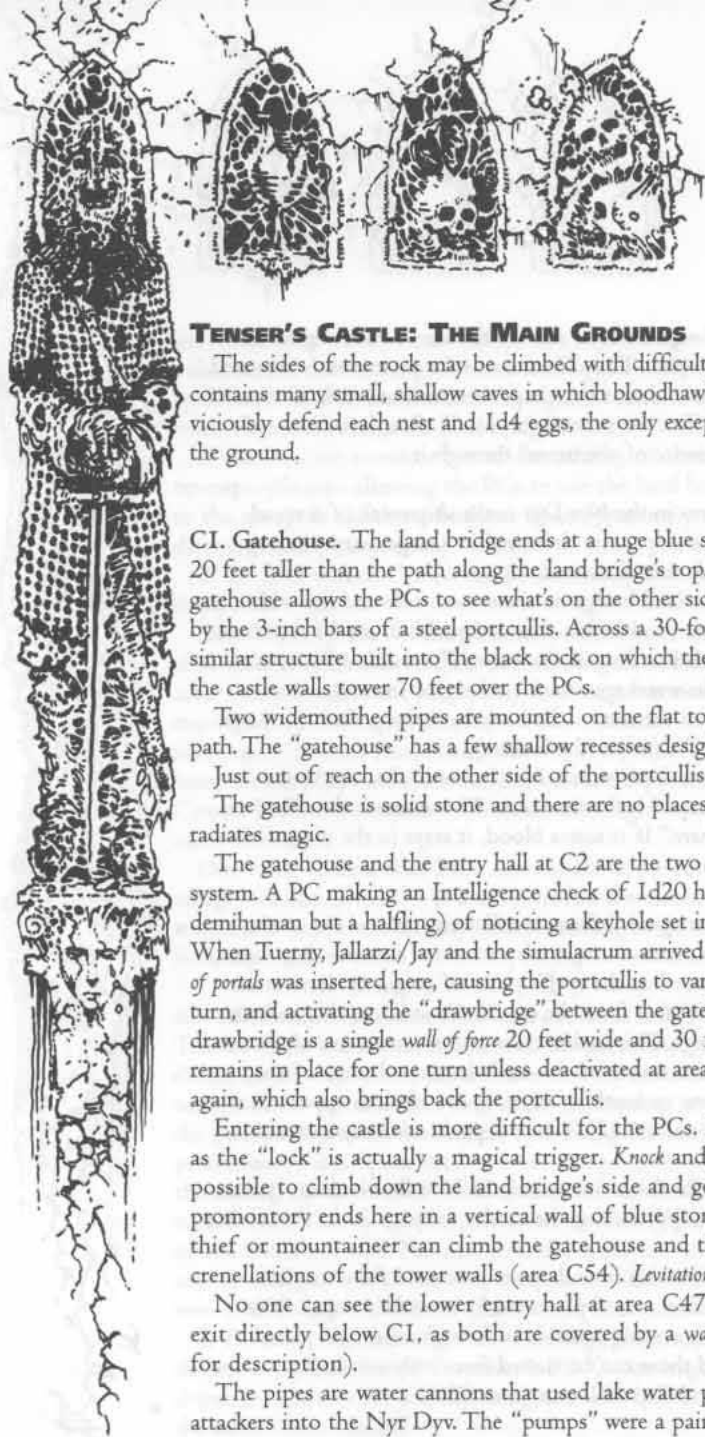 TENSER'S CASTLE: THE MAIN GROUNDS
The sides of the rock may be climbed with difficult
contains many small, shallow caves in which bloodhaw
viciously defend each nest and 1d4 eggs, the only excep
the ground.
C1. Gatehouse. The land bridge ends at a huge blue s
20 feet taller than the path along the land bridge's top.
gatehouse allows the PCs to see what's on the other sid
by the 3-inch bars of a steel portcullis. Across a 30-fo
similar structure built into the black rock on which the
the castle walls tower 70 feet over the PCs.
Two widemouthed pipes are mounted on the flat to
path. The "gatehouse" has a few shallow recesses desig
Just out of reach on the other side of the portcullis
The gatehouse is solid stone and there are no places
radiates magic.
The gatehouse and the entry hall at C2 are the two
system. A PC making an Intelligence check of 1d20 h
demihuman but a halfling) of noticing a keyhole set in
When Tuerny, Jallarzi/Jay and the simulacrum arrived
of portals was inserted here, causing the portcullis to van
turn, and activating the "drawbridge" between the gate
drawbridge is a single wall of force 20 feet wide and 30
remains in place for one turn unless deactivated at area
again, which also brings back the portcullis.
Entering the castle is more difficult for the PCs.
as the "lock" is actually a magical trigger. Knock and
possible to climb down the land bridge's side and go
promontory ends here in a vertical wall of blue ston
thief or mountaineer can climb the gatehouse and t
crenellations of the tower walls (area C54). Levitation
No one can see the lower entry hall at area C47
exit directly below C1, as both are covered by a wa
for description).
The pipes are water cannons that used lake water p
attackers into the Nyr Dyv. The "pumps" were a pair